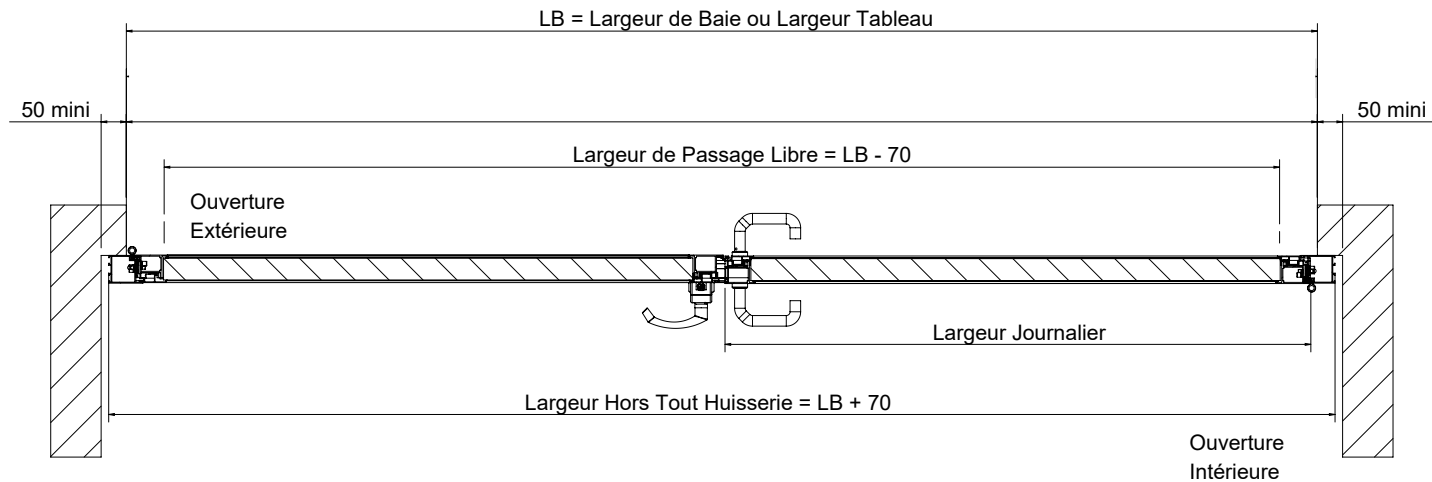 LB = Largeur de Baie ou Largeur Tableau
50 mini
50 mini
Largeur de Passage Libre = LB - 70
Ouverture
Extérieure
Largeur Journalier
Largeur Hors Tout Huisserie = LB + 70
Ouverture
Intérieure